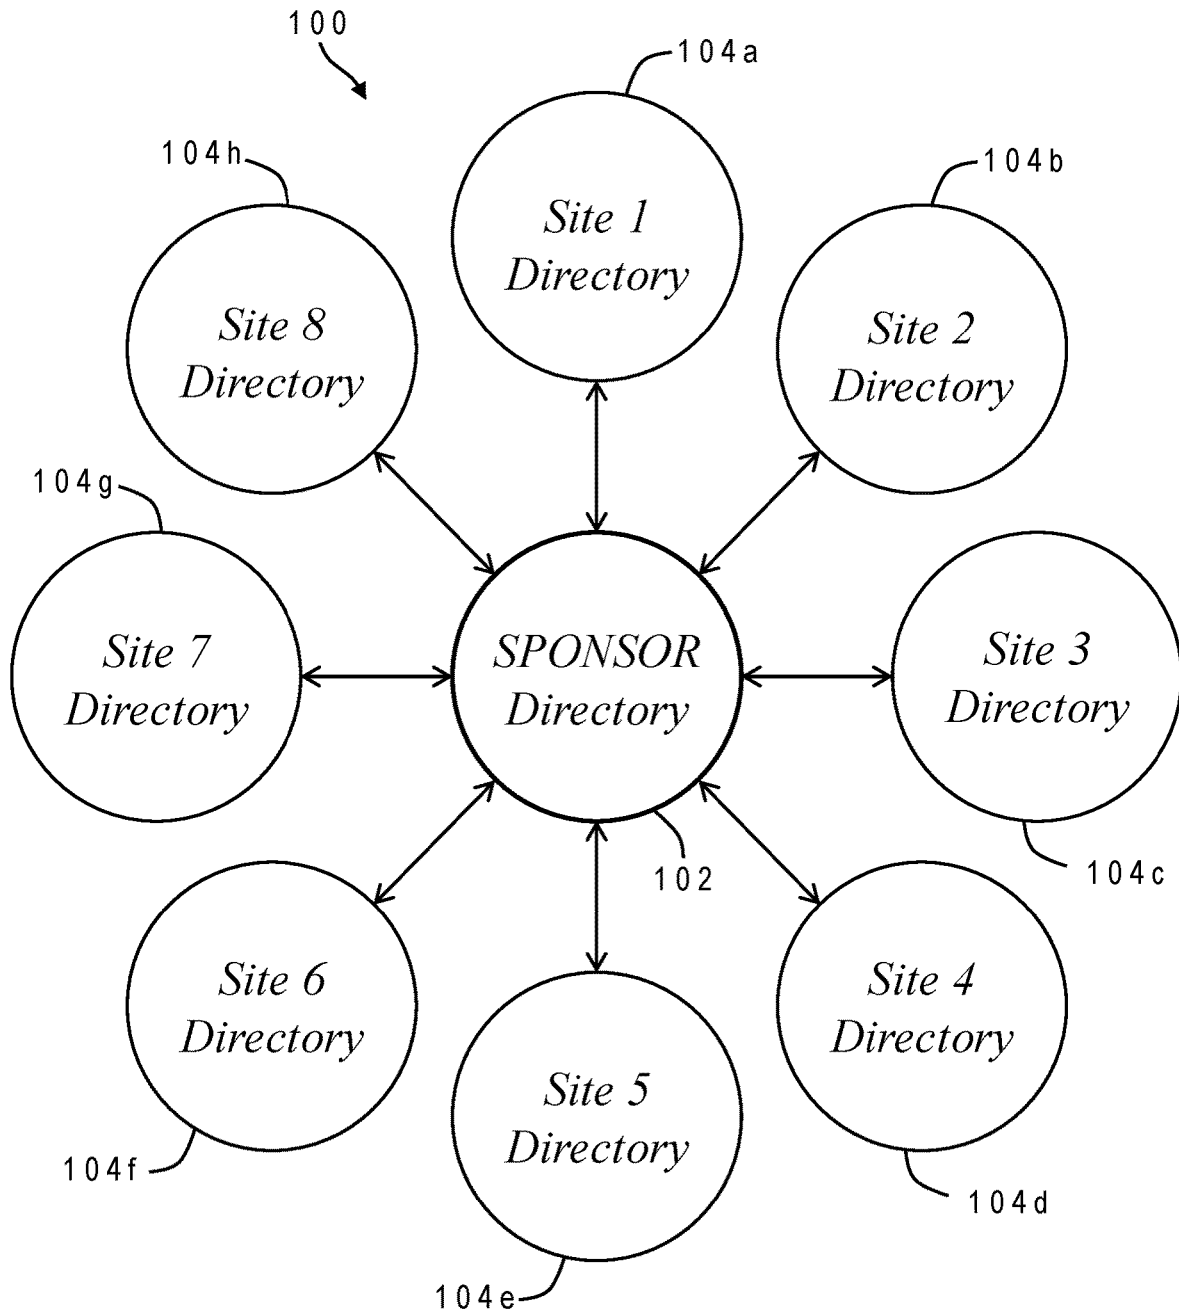 100
104a
Site 1
Directory
104h
104b
Site 8
Directory
Site 2
Directory
104g
Site 7
Directory
SPONSOR
Directory
Site 3
Directory
102
104c
Site 6
Directory
Site 4
Directory
Site 5
Directory
104f
104d
104e